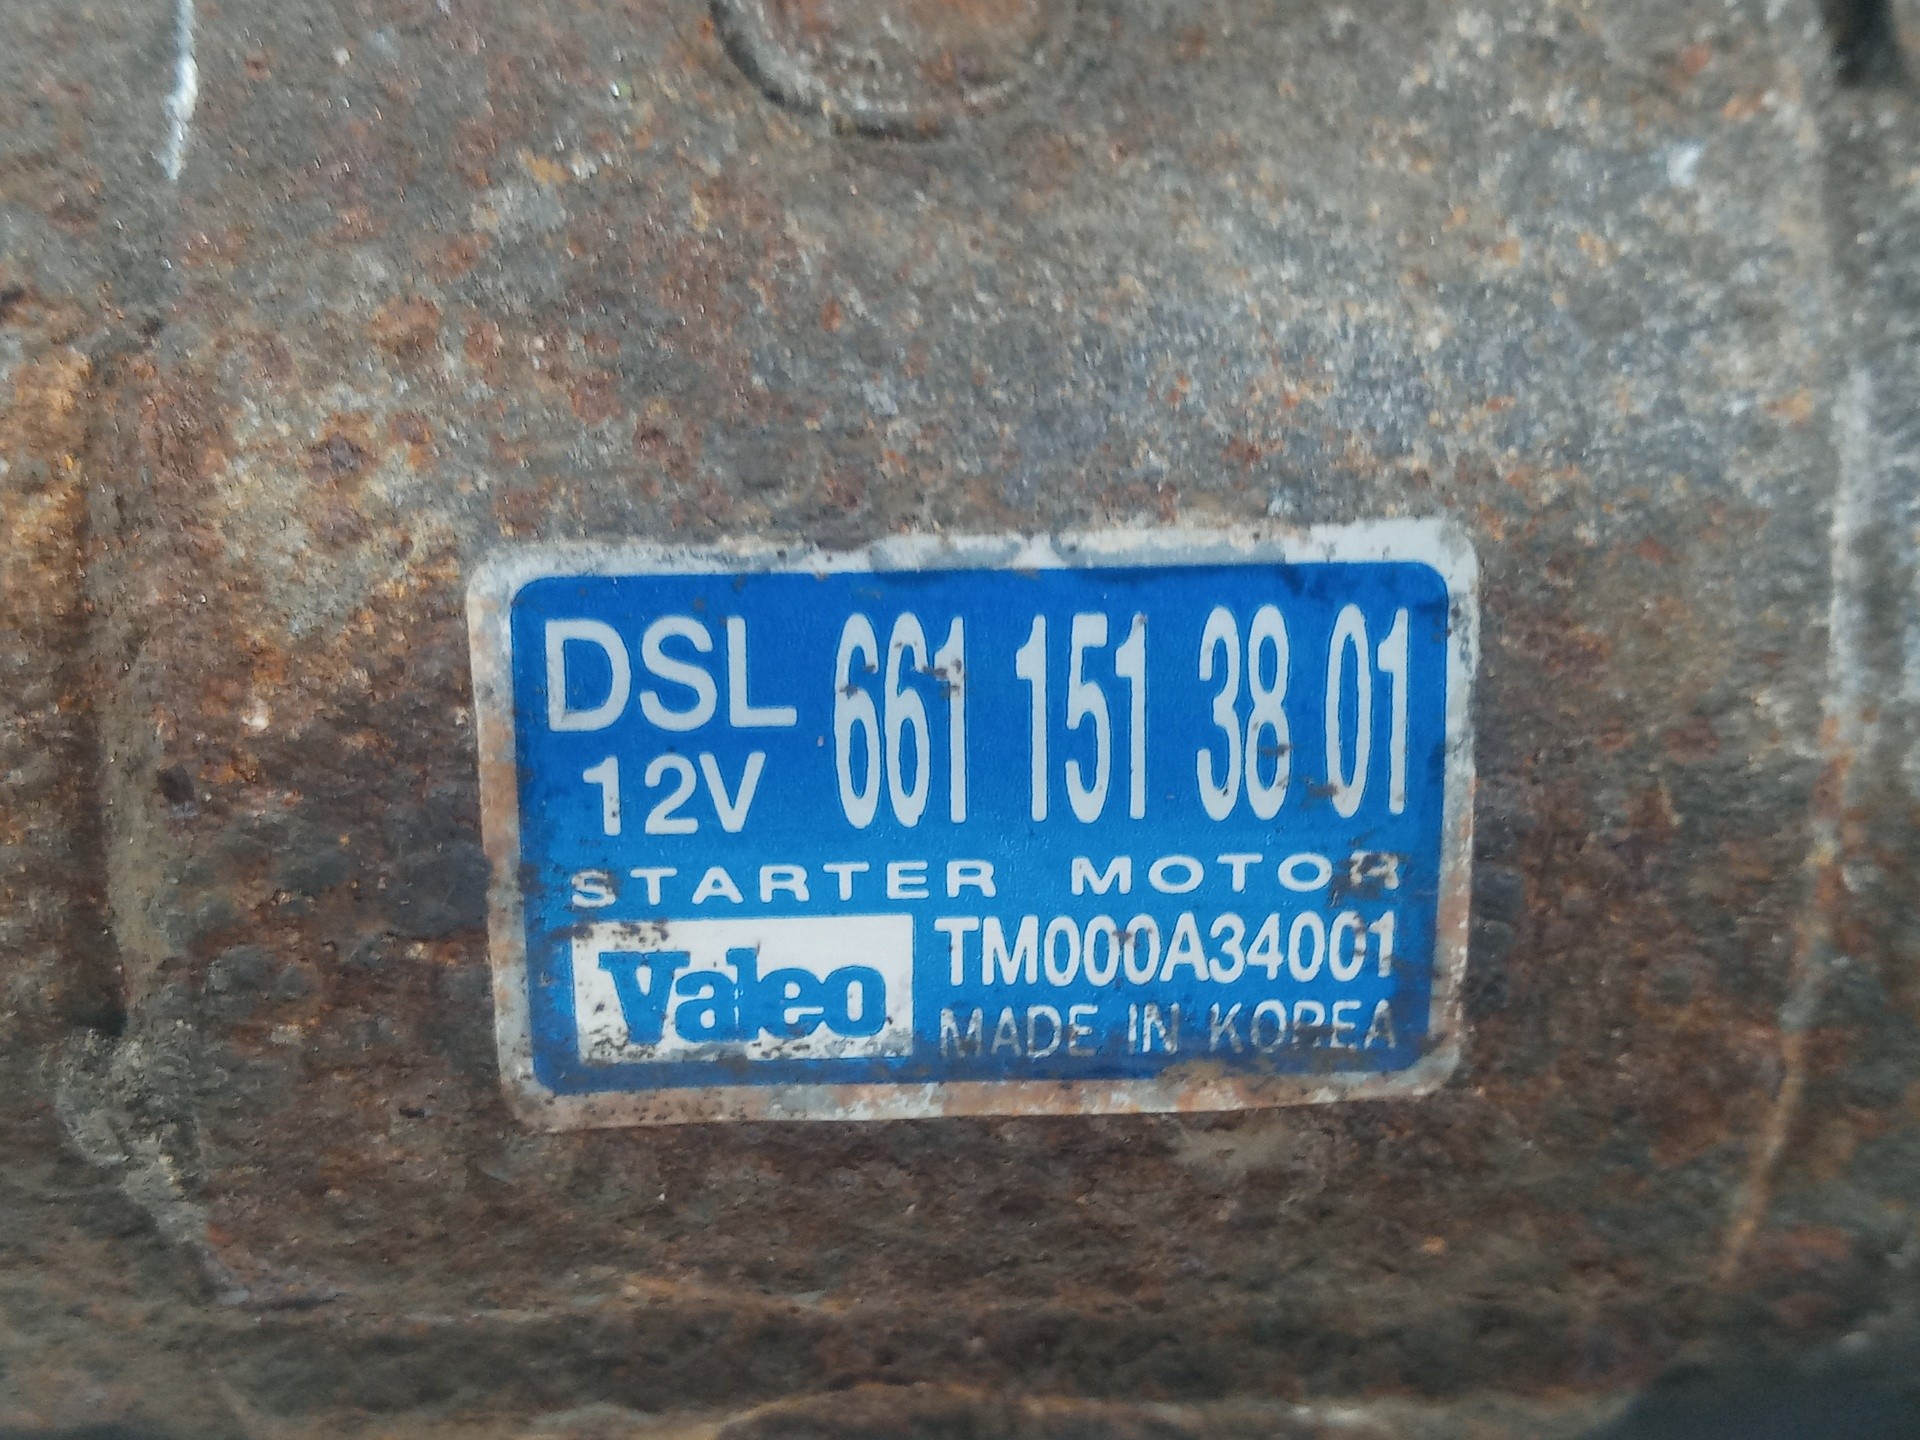 DSL 661 151 38 01
12V
STARTER MOTOR
Valeo TM000A34001
MADE IN KOREA